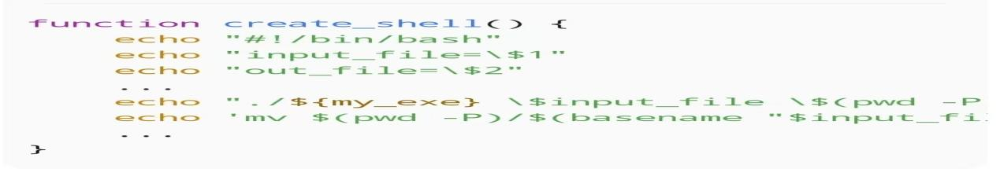 function create_shell() {
     echo "#!/bin/bash"
     echo "input_file=\$1"
     echo "out_file=\$2"
     ...
     echo "./${my_exe} \$input_file \$(pwd -P
     echo 'mv $(pwd -P)/$(basename "$input_fi
     ...
}